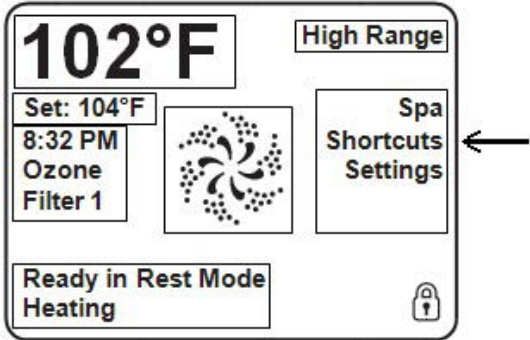 102°F
High Range
Set: 104°F
8:32 PM
Ozone
Filter 1
Spa
Shortcuts
Settings
Ready in Rest Mode
Heating